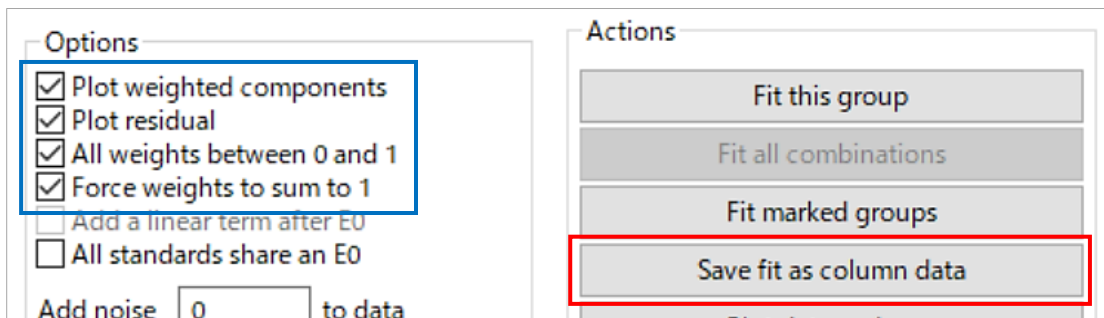 Options
Plot weighted components
Plot residual
All weights between 0 and 1
Force weights to sum to 1
Add a linear term after E0
All standards share an E0
Add noise 0 to data
Actions
Fit this group
Fit all combinations
Fit marked groups
Save fit as column data